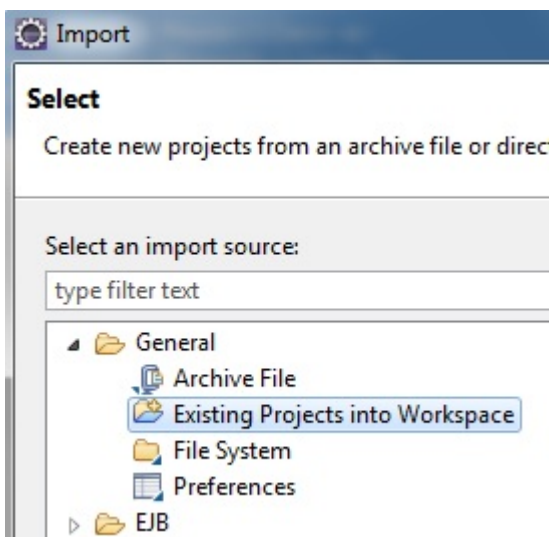 Import
Select
Create new projects from an archive file or direc
Select an import source:
type filter text
General
Archive File
Existing Projects into Workspace
File System
Preferences
EJB